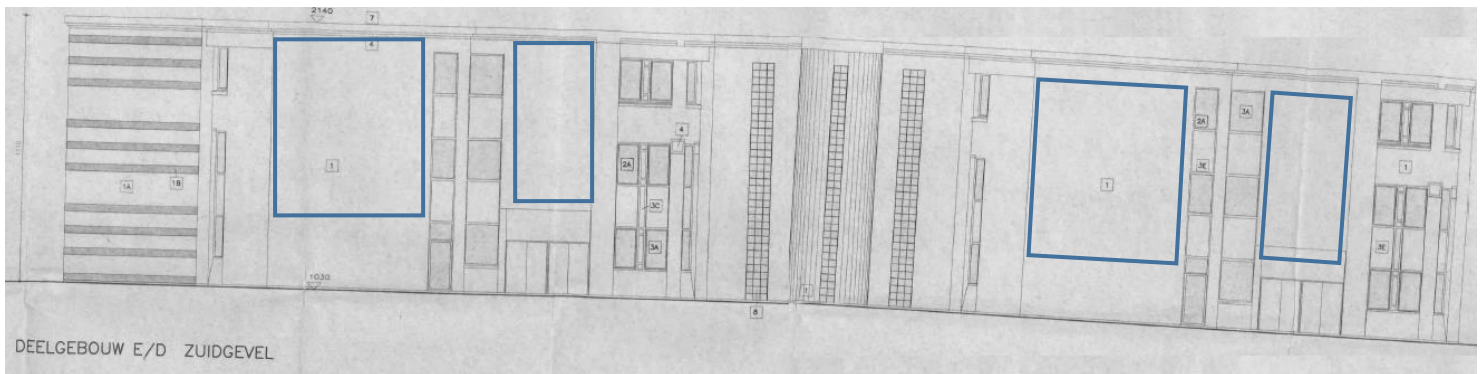 2140
7
4
1
1A
1B
1030
2A
3C
3A
4
8
1
2A
3E
3A
1
3E
DEELGEBOUW E/D ZUIDGEVEL